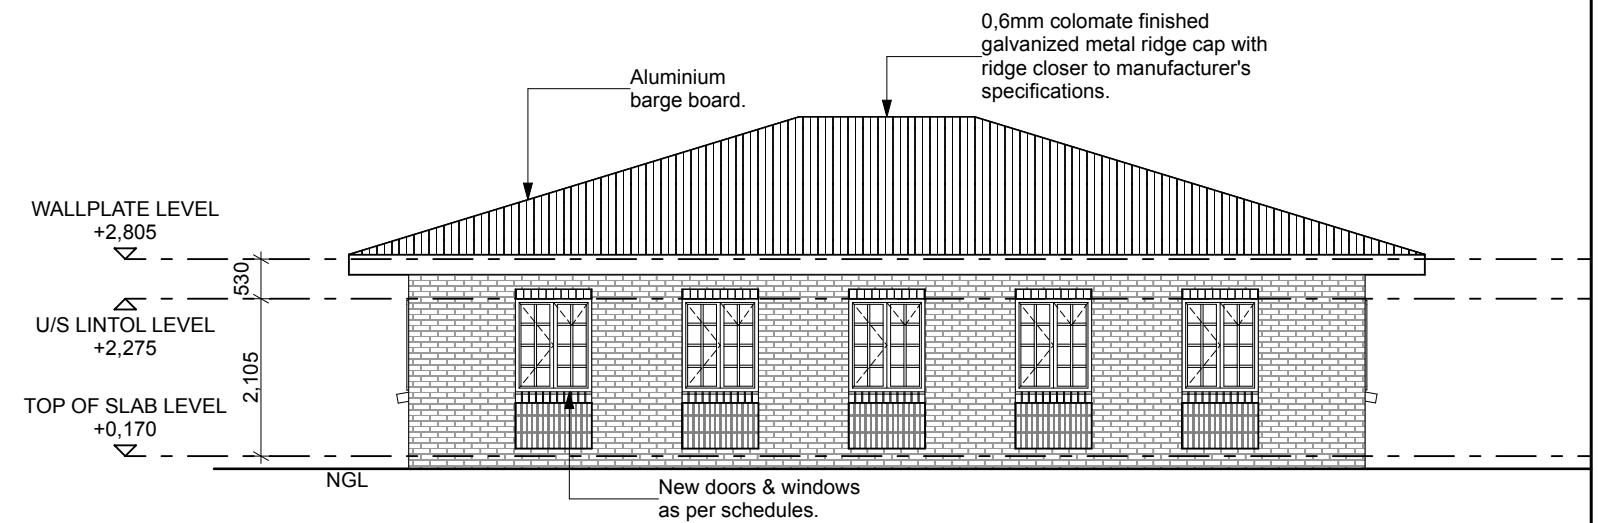 0,6mm colomate finished
galvanized metal ridge cap with
ridge closer to manufacturer's
specifications.
Aluminium
barge board.
WALLPLATE LEVEL
+2,805
530
U/S LINTOL LEVEL
+2,275
2,105
TOP OF SLAB LEVEL
+0,170
NGL
New doors & windows
as per schedules.